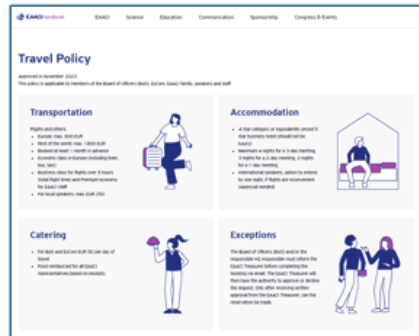 EAACI Handbook
EAACI Science Education Communication Sponsorship Congress & Events
Travel Policy
Approved in November 2023
This policy is applicable to members of the Board of Officers (BoO), ExCom, EAACI family, speakers and staff.
Transportation
Flights and others:
• Europe max. 600 EUR
• Rest of the world max. 1800 EUR
• Booked at least 1 month in advance
• Economy class in Europe (including train, bus, taxi)
• Business class for flights over 5 hours (total flight time) and Premium economy for EAACI staff
• For local speakers: max. EUR 250
Accommodation
• 4-star category or equivalently priced 5 star business hotel (should not be luxury)
• Maximum 4 nights for a 3-day meeting, 3 nights for a 2-day meeting, 2 nights for a 1-day meeting
• International speakers, option to extend by one night, if flights are inconvenient (approval needed)
Catering
• For BoO and ExCom EUR 50 per day of travel
• Food reimbursed for all EAACI representatives based on receipts
Exceptions
The Board of Officers (BoO) and/or the
responsible HQ responsible must inform the
EAACI Treasurer before completing the
booking via email. The EAACI Treasurer will
then have the authority to approve or decline
the request. Only after receiving written
approval from the EAACI Treasurer, can the
reservation be made